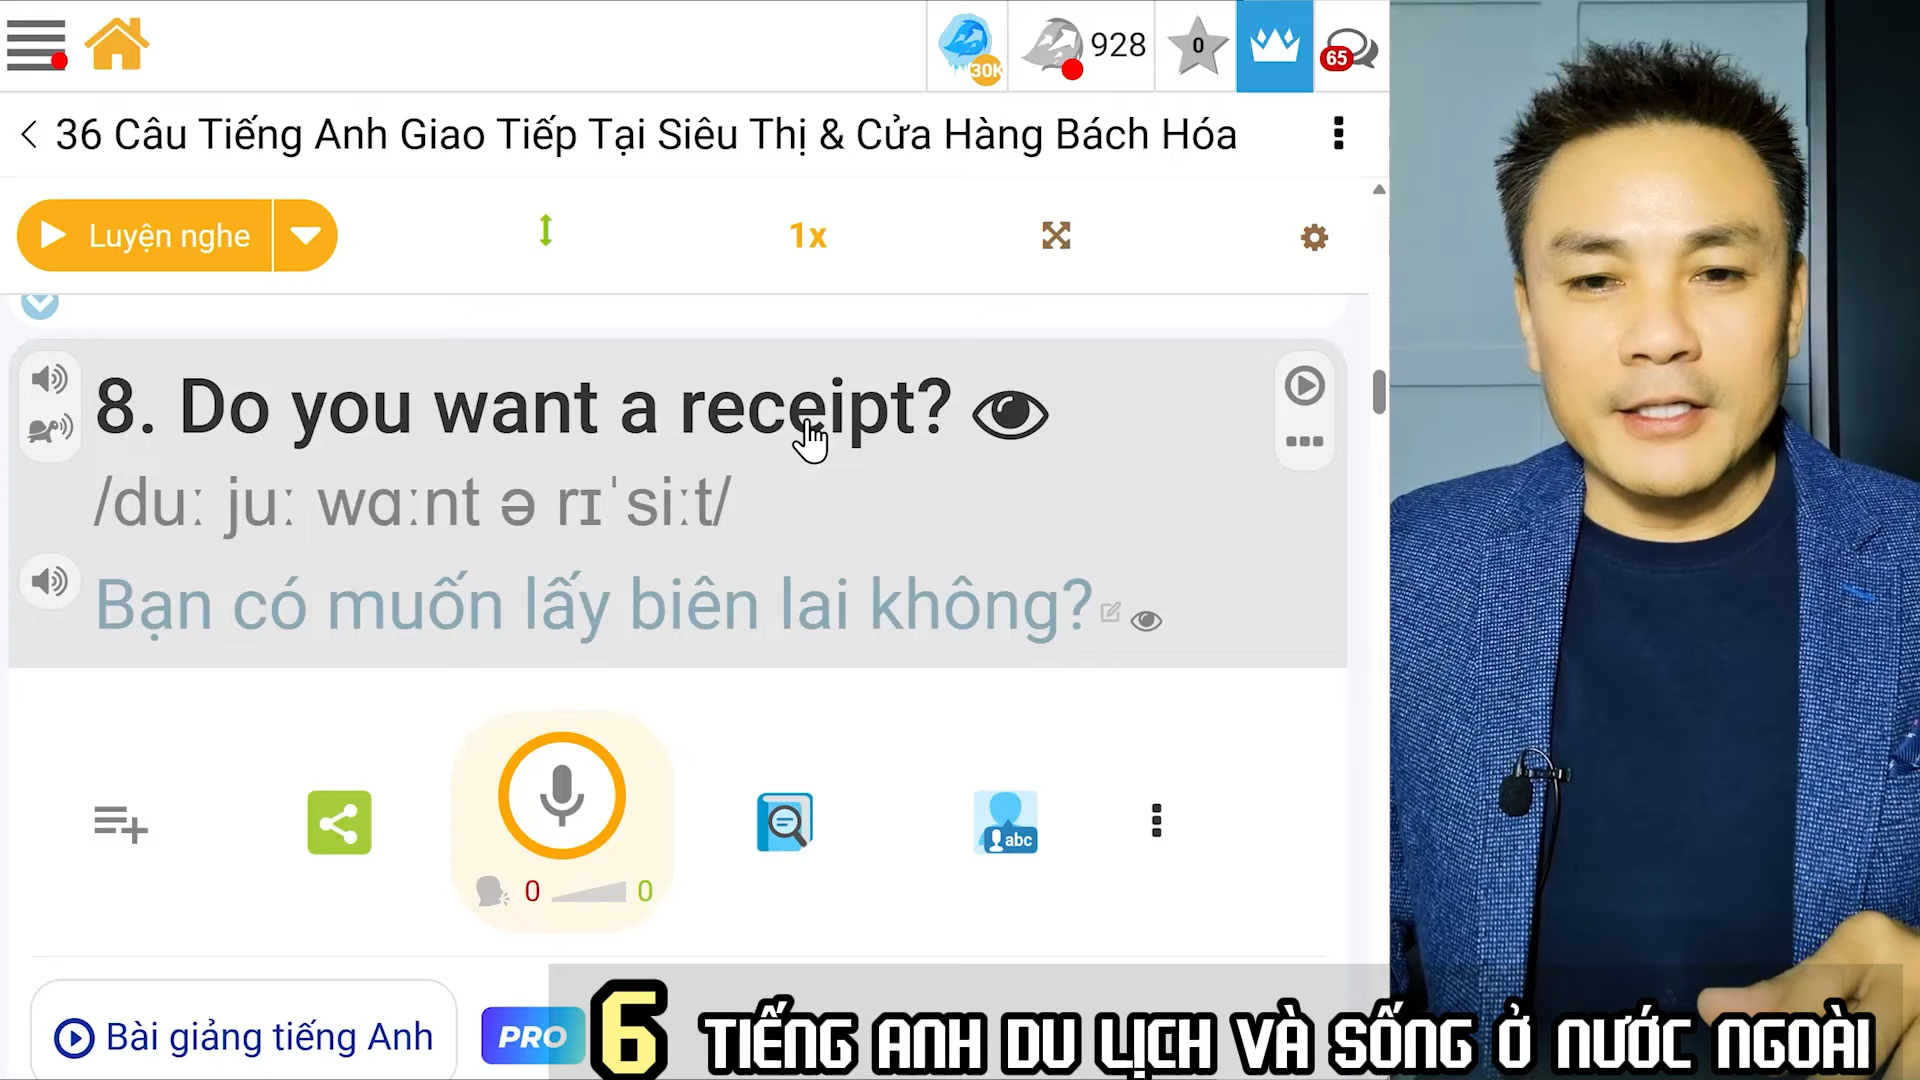 30K
928
0
65
36 Câu Tiếng Anh Giao Tiếp Tại Siêu Thị & Cửa Hàng Bách Hóa
Luyện nghe
1x
8. Do you want a receipt?
/duː juː wɑːnt ə rɪˈsiːt/
Bạn có muốn lấy biên lai không?
abc
0 0
Bài giảng tiếng Anh
PRO
6 TIẾNG ANH DU LỊCH VÀ SỐNG Ở NƯỚC NGOÀI